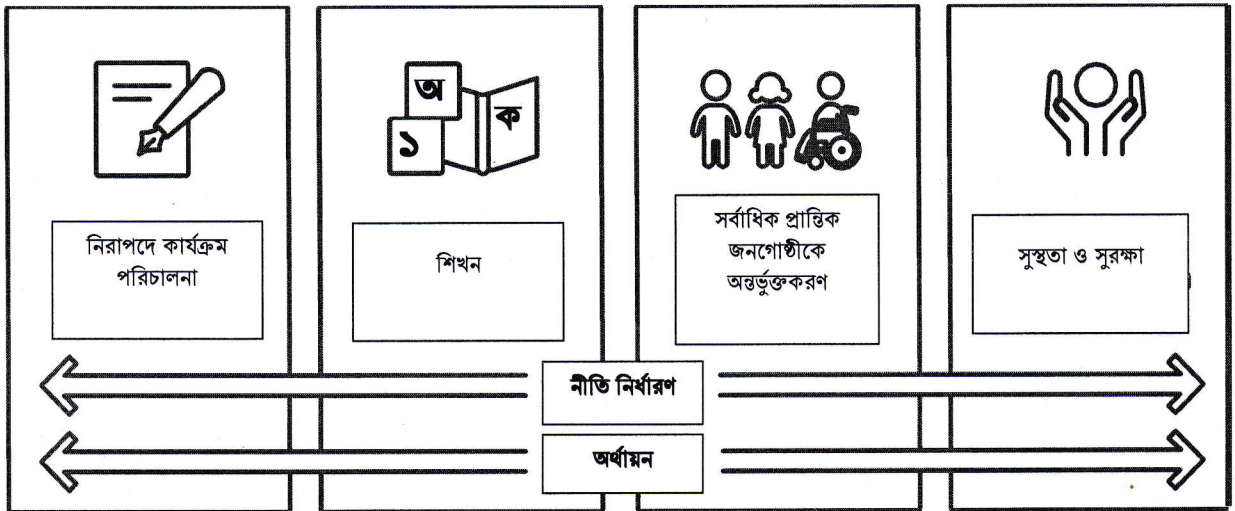 অ
ক
১
নিরাপদে কার্যক্রম
পরিচালনা
শিখন
সর্বাধিক প্রান্তিক
জনগোষ্ঠীকে
অন্তর্ভুক্তকরণ
সুস্থতা ও সুরক্ষা
নীতি নির্ধারণ
অর্থায়ন